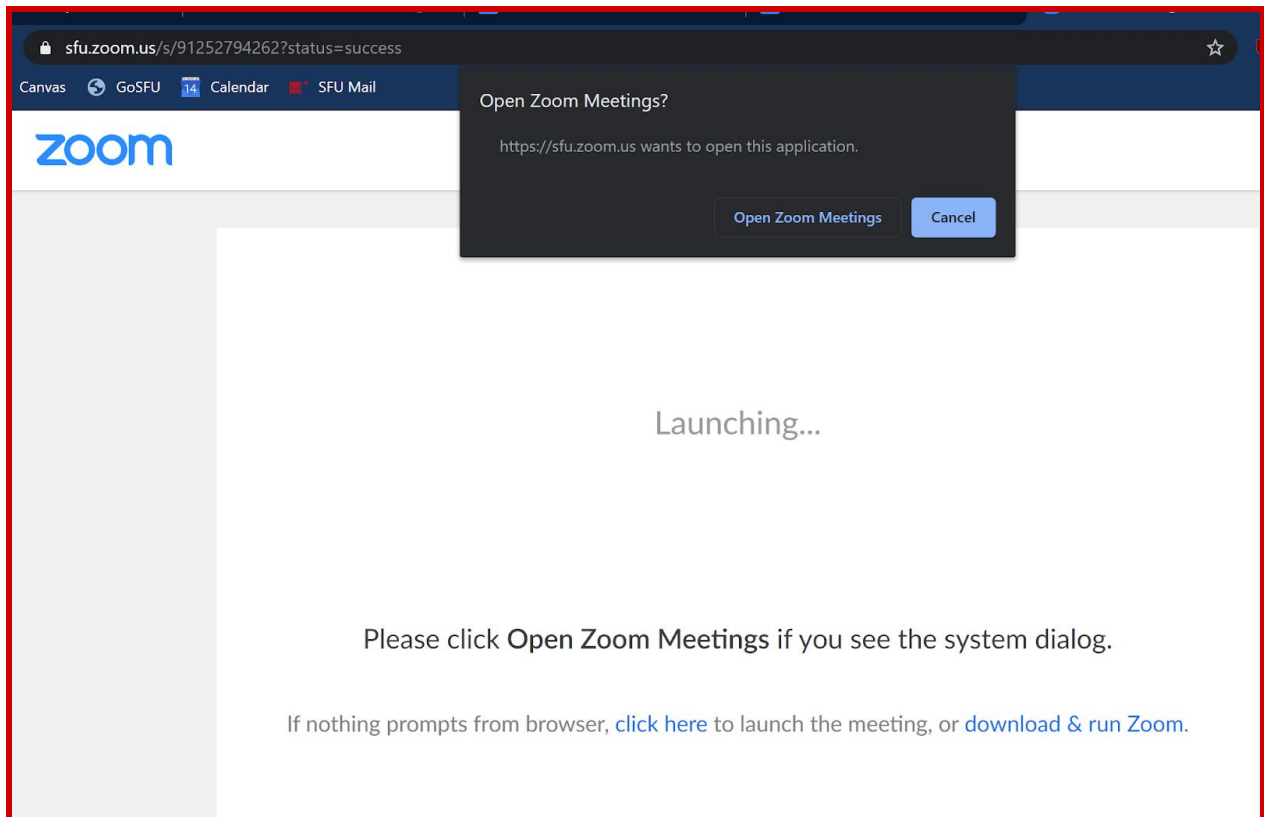 sfu.zoom.us/s/91252794262?status=success
Canvas GoSFU 14 Calendar SFU Mail
zoom
Open Zoom Meetings?
https://sfu.zoom.us wants to open this application.
Open Zoom Meetings Cancel
Launching...
Please click Open Zoom Meetings if you see the system dialog.
If nothing prompts from browser, click here to launch the meeting, or download & run Zoom.